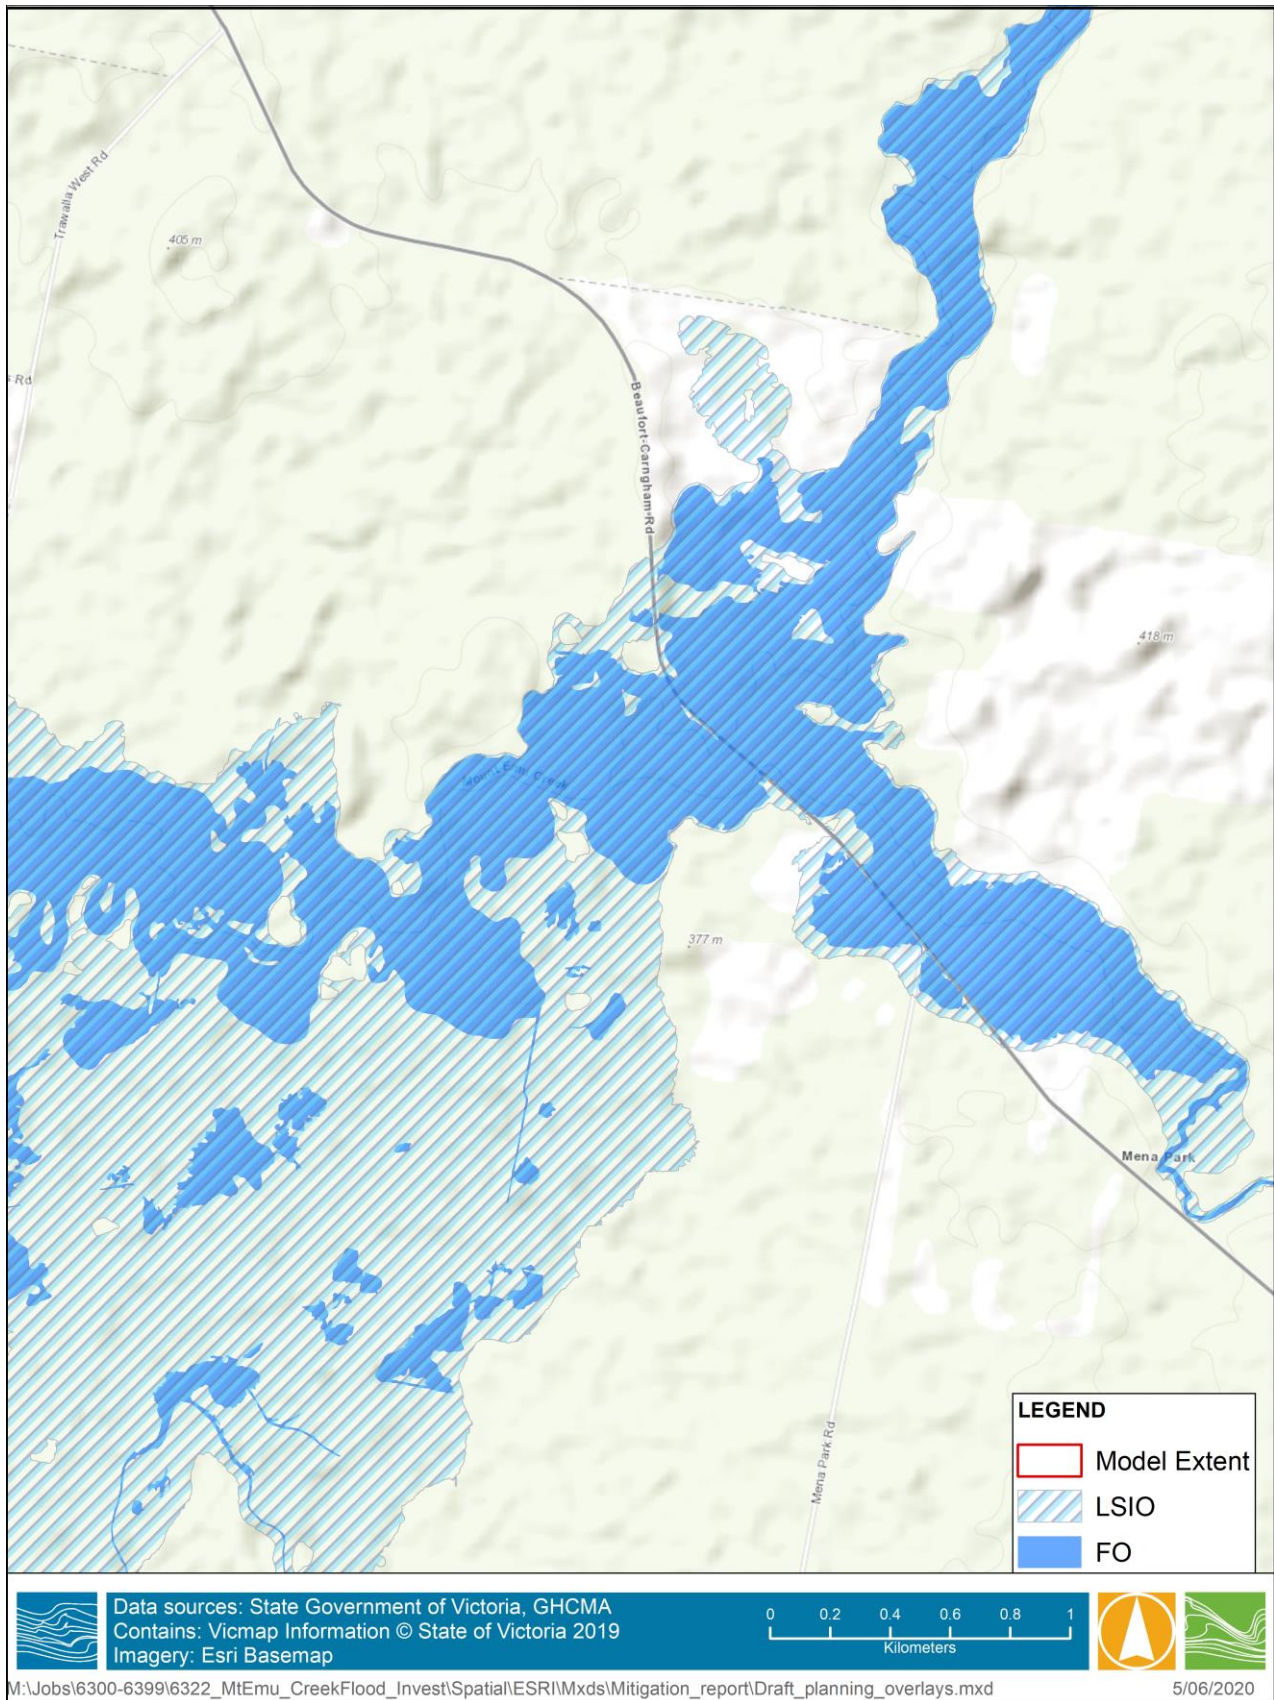 Trawalla West Rd
405 m
s Rd
Beaufort-Carngham-Rd
418 m
Mount Emu Creek
377 m
Mena Park
Mena Park Rd
LEGEND
Model Extent
LSIO
FO
Data sources: State Government of Victoria, GHCMA
Contains: Vicmap Information © State of Victoria 2019
Imagery: Esri Basemap
0 0.2 0.4 0.6 0.8 1
Kilometers
M:\Jobs\6300-6399\6322_MtEmu_CreekFlood_Invest\Spatial\ESRI\Mxds\Mitigation_report\Draft_planning_overlays.mxd
5/06/2020